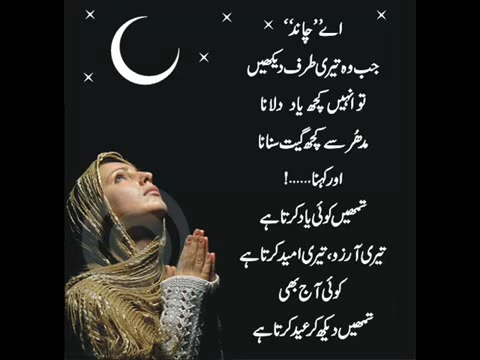 اے ’’چاند‘‘
جب وہ تیری طرف دیکھیں
تو انہیں کچھ یاد دلانا
مدھُر سے کچھ گیت سنانا
اور کہنا......!
تمھیں کوئی یاد کرتا ہے
تیری آرزو، تیری امید کرتا ہے
کوئی آج بھی
تمھیں دیکھ کر عید کرتا ہے